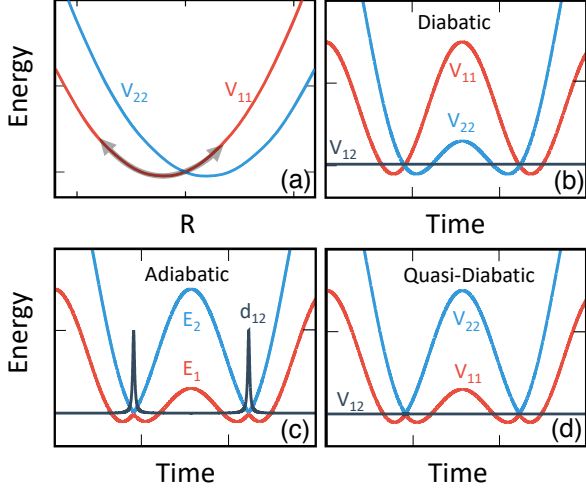 Energy
V22
V11
(a)
R
Diabatic
V11
V22
V12
(b)
Time
Energy
Adiabatic
d12
E2
E1
(c)
Time
Quasi-Diabatic
V22
V11
V12
(d)
Time